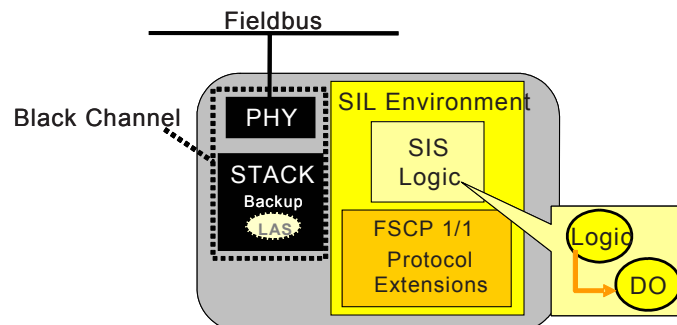 Fieldbus
Black Channel
PHY
STACK
Backup
LAS
SIL Environment
SIS
Logic
FSCP 1/1
Protocol
Extensions
Logic
DO